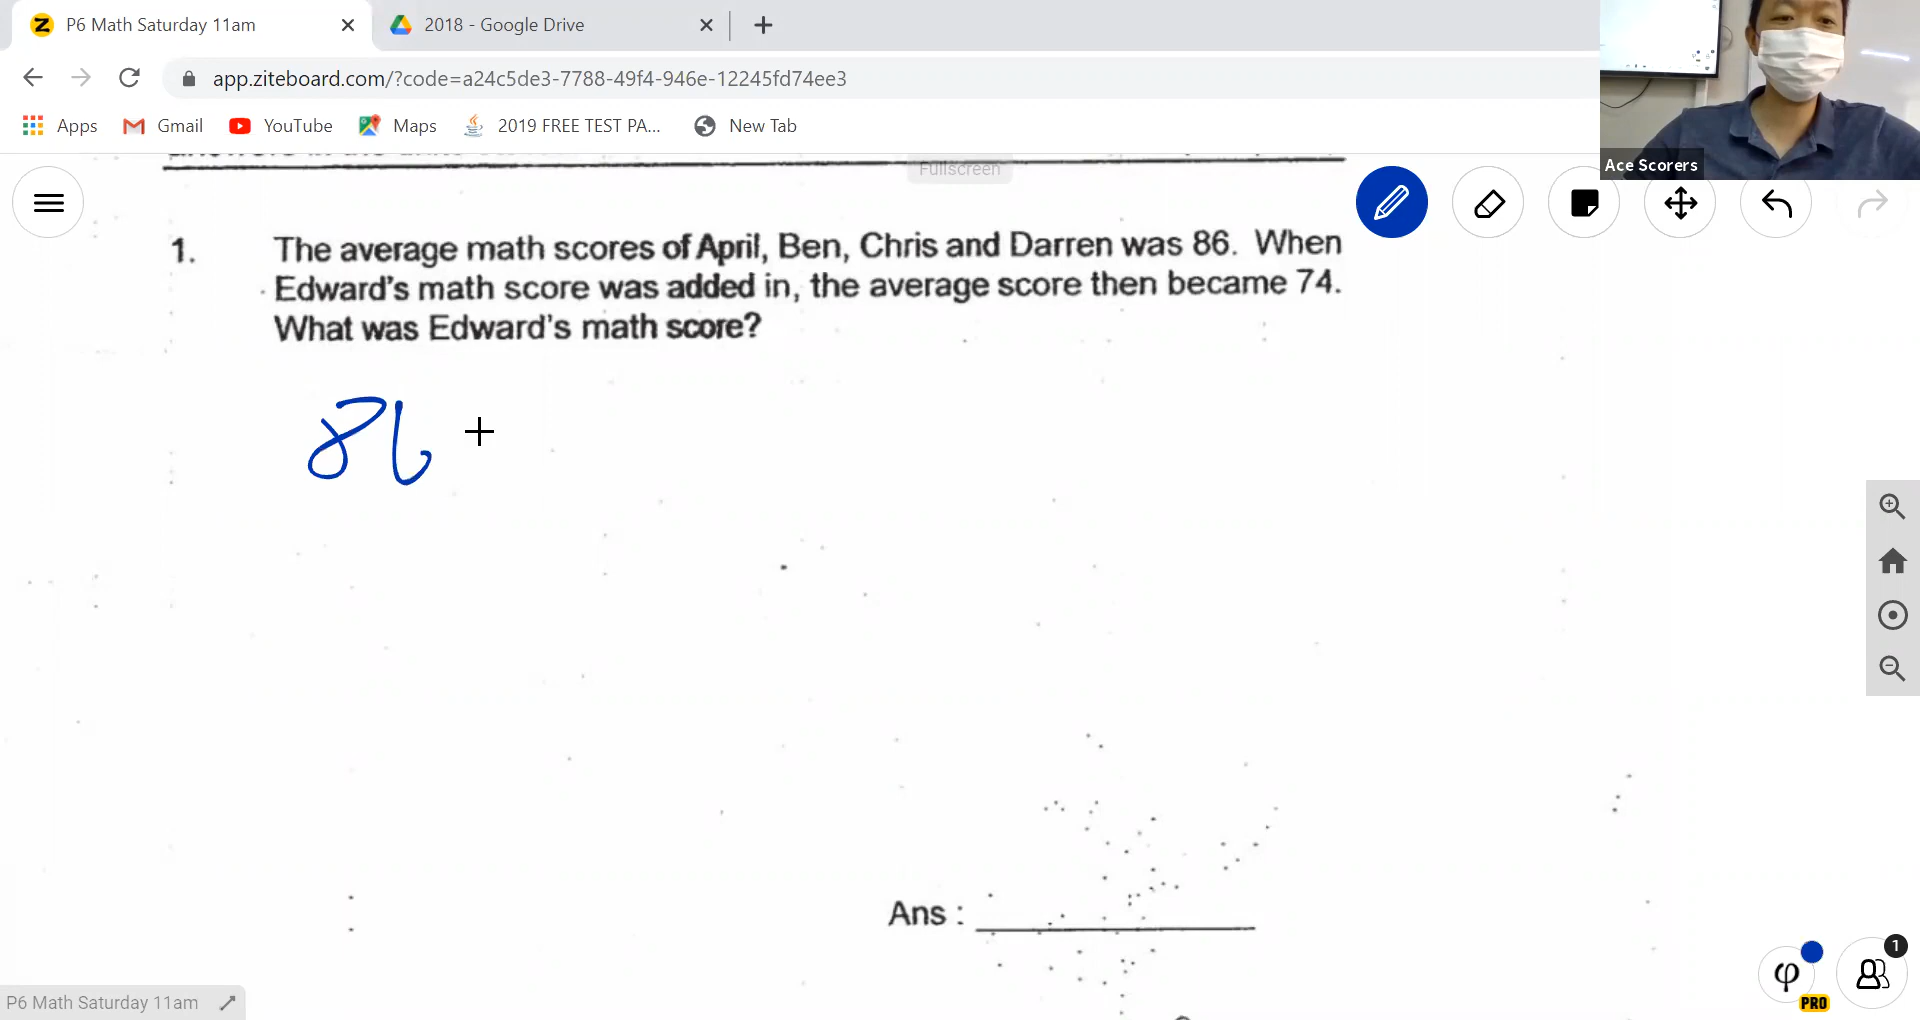 P6 Math Saturday 11am
2018 - Google Drive
app.ziteboard.com/?code=a24c5de3-7788-49f4-946e-12245fd74ee3
Apps Gmail YouTube Maps 2019 FREE TEST PA... New Tab
Ace Scorers
Fullscreen
1. The average math scores of April, Ben, Chris and Darren was 86. When
Edward's math score was added in, the average score then became 74.
What was Edward's math score?
86
Ans :
1
φ
PRO
P6 Math Saturday 11am